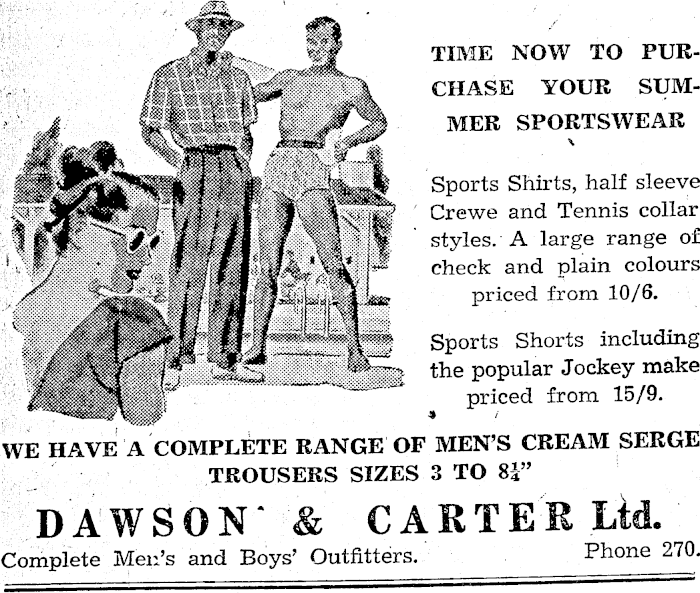 TIME NOW TO PUR-
CHASE YOUR SUM-
MER SPORTSWEAR
Sports Shirts, half sleeve
Crewe and Tennis collar
styles. A large range of
check and plain colours
priced from 10/6.
Sports Shorts including
the popular Jockey make
priced from 15/9.
WE HAVE A COMPLETE RANGE OF MEN'S CREAM SERGE
TROUSERS SIZES 3 TO 8¼"
DAWSON & CARTER Ltd.
Complete Men's and Boys' Outfitters.
Phone 270.